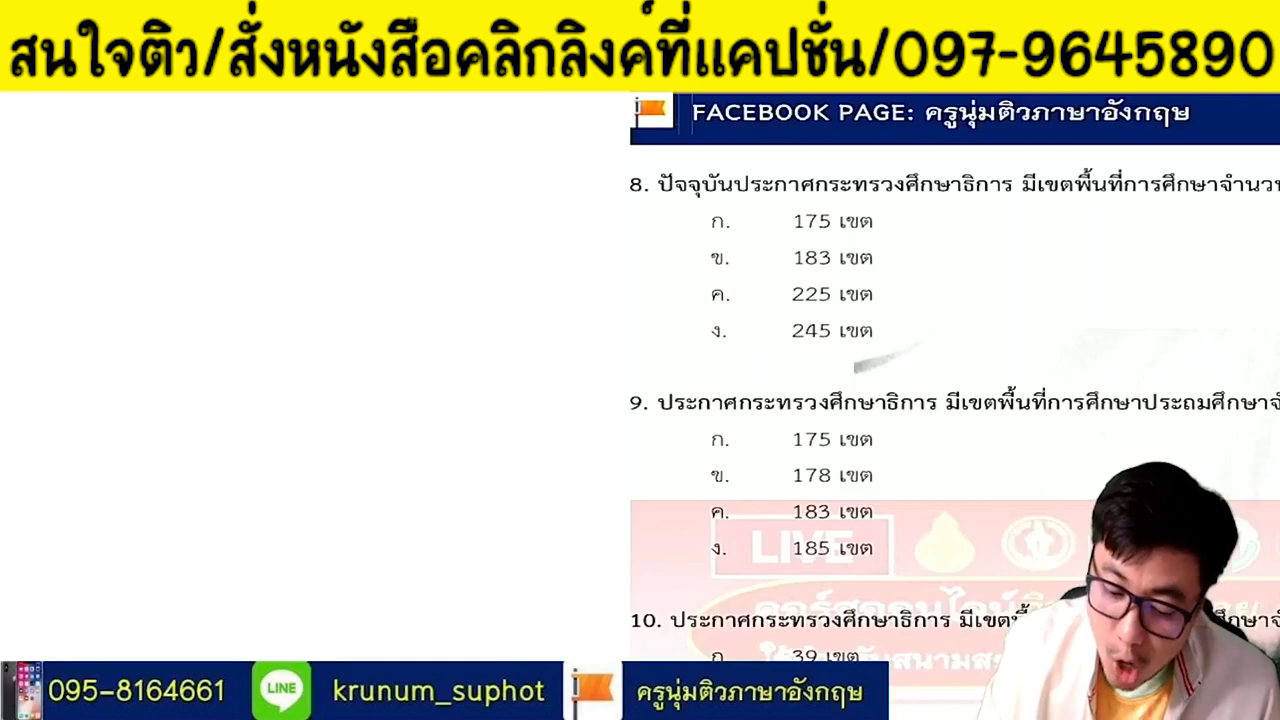 สนใจติว/สั่งหนังสือคลิกลิงค์ที่แคปชั่น/097-9645890
FACEBOOK PAGE: ครูนุ่มติวภาษาอังกฤษ
8. ปัจจุบันประกาศกระทรวงศึกษาธิการ มีเขตพื้นที่การศึกษาจำนวน
ก. 175 เขต
ข. 183 เขต
ค. 225 เขต
ง. 245 เขต
9. ประกาศกระทรวงศึกษาธิการ มีเขตพื้นที่การศึกษาประถมศึกษาจำ
ก. 175 เขต
ข. 178 เขต
ค. 183 เขต
ง. 185 เขต
LIVE
10. ประกาศกระทรวงศึกษาธิการ มีเขต
ก 39 เขต
095-8164661
LINE
krunum_suphot
ครูนุ่มติวภาษาอังกฤษ